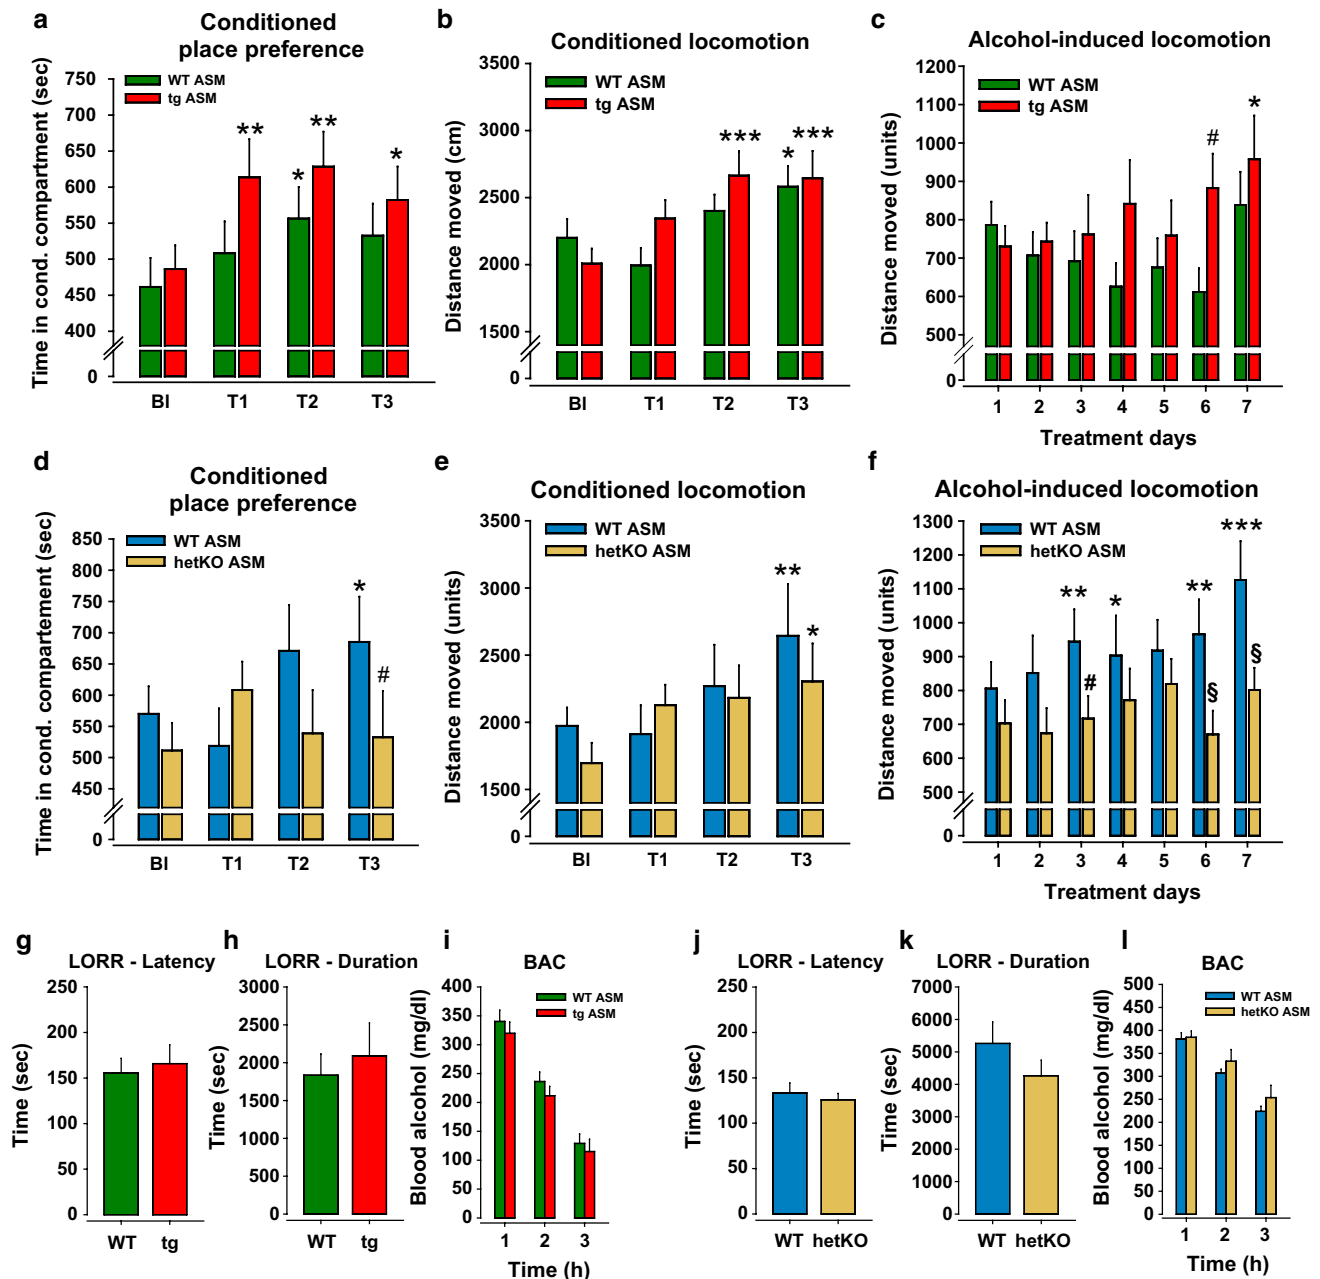 a
Conditioned
place preference
WT ASM
tg ASM
Time in cond. compartment (sec)
750
700
650
600
550
500
450
400
0
**
*
**
*
BI T1 T2 T3
b
Conditioned locomotion
WT ASM
tg ASM
Distance moved (cm)
3500
3000
2500
2000
1500
0
***
*
***
BI T1 T2 T3
c
Alcohol-induced locomotion
WT ASM
tg ASM
Distance moved (units)
1200
1100
1000
900
800
700
600
500
0
#
*
1 2 3 4 5 6 7
Treatment days
d
Conditioned
place preference
WT ASM
hetKO ASM
Time in cond. compartement (sec)
850
800
750
700
650
600
550
500
450
0
*
#
BI T1 T2 T3
e
Conditioned locomotion
WT ASM
hetKO ASM
Distance moved (units)
3500
3000
2500
2000
1500
0
**
*
BI T1 T2 T3
f
Alcohol-induced locomotion
WT ASM
hetKO ASM
Distance moved (units)
1300
1200
1100
1000
900
800
700
600
500
0
**
#
*
**
§
***
§
1 2 3 4 5 6 7
Treatment days
g
LORR - Latency
Time (sec)
250
200
150
100
50
0
WT tg
h
LORR - Duration
Time (sec)
3000
2500
2000
1500
1000
500
0
WT tg
i
BAC
WT ASM
tg ASM
Blood alcohol (mg/dl)
400
350
300
250
200
150
100
50
0
1 2 3
Time (h)
j
LORR - Latency
Time (sec)
250
200
150
100
50
0
WT hetKO
k
LORR - Duration
Time (sec)
7000
6000
5000
4000
3000
2000
1000
0
WT hetKO
l
BAC
WT ASM
hetKO ASM
Blood alcohol (mg/dl)
500
450
400
350
300
250
200
150
100
50
0
1 2 3
Time (h)